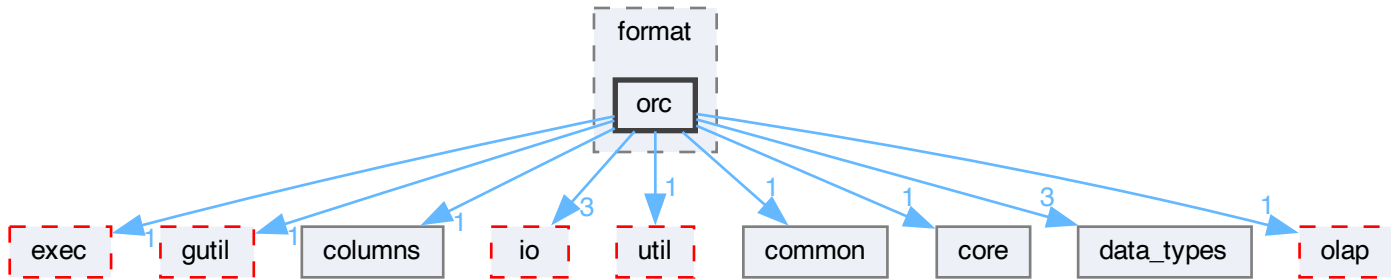 format
orc
1
1
1
3
1
1
1
3
1
exec
gutil
columns
io
util
common
core
data_types
olap